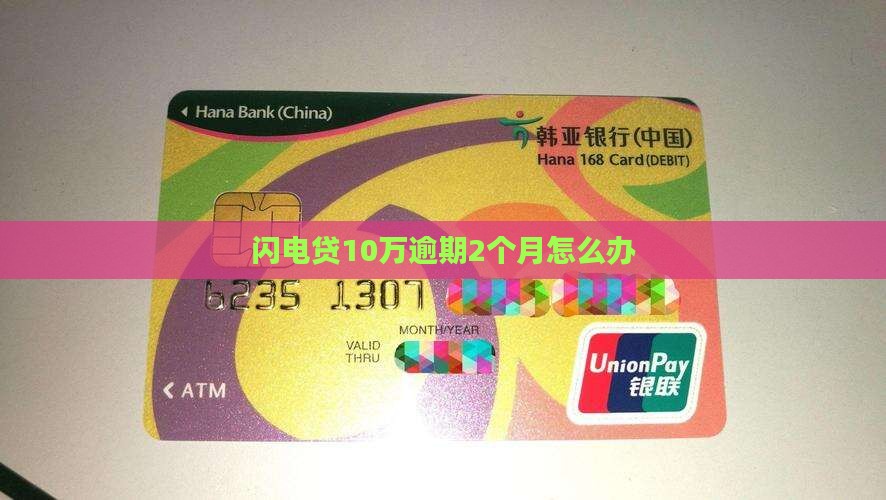 Hana Bank (China)
韩亚银行(中国)
Hana 168 Card(DEBIT)
闪电贷10万逾期2个月怎么办
6235 1307
MONTH/YEAR
VALID
THRU
UnionPay
银联
ATM